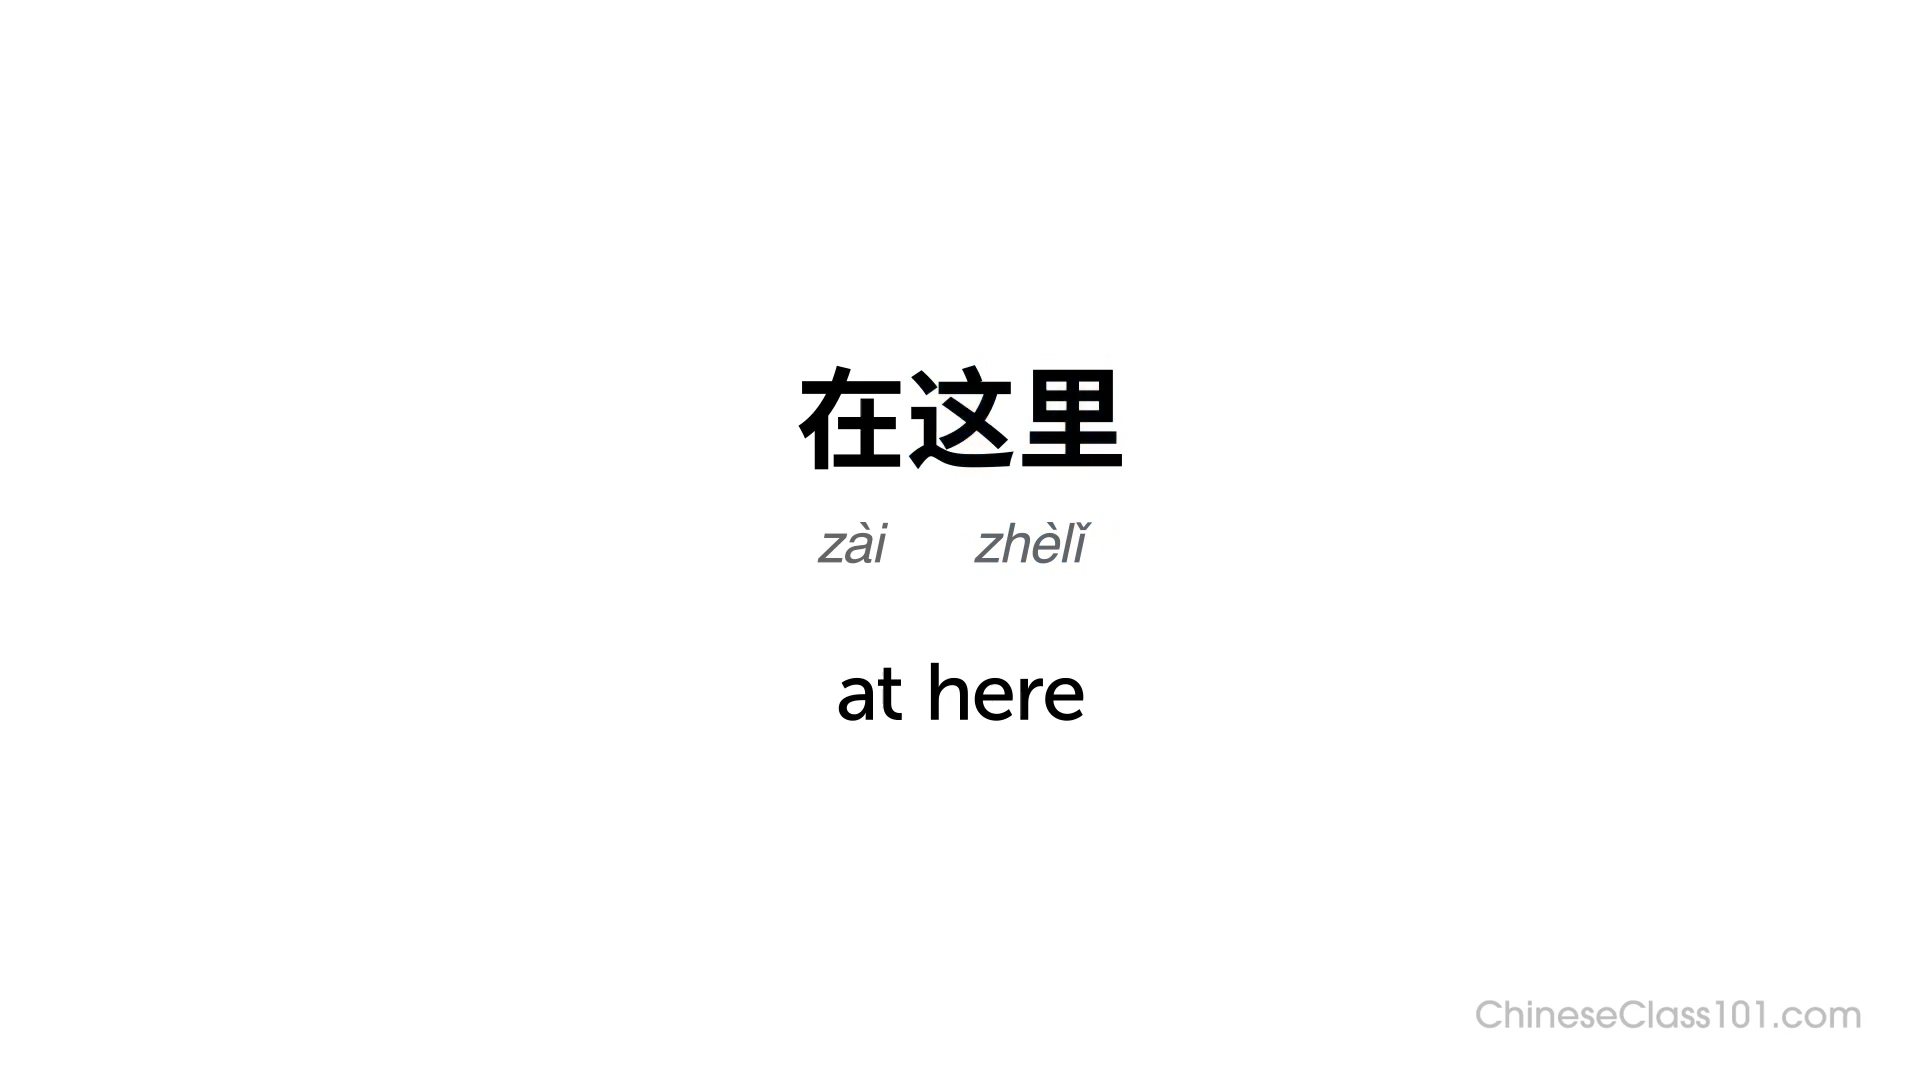 在这里
zài zhèlǐ
at here
ChineseClass101.com